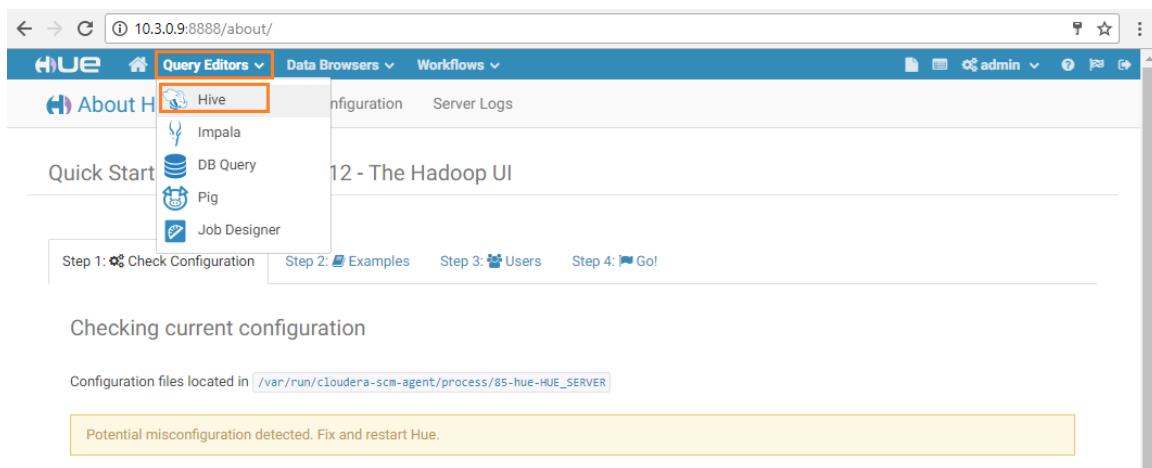 10.3.0.9:8888/about/
HUE Query Editors Data Browsers Workflows admin
About H nfiguration Server Logs
Hive
Impala
DB Query
Pig
Job Designer
Quick Start 12 - The Hadoop UI
Step 1: Check Configuration Step 2: Examples Step 3: Users Step 4: Go!
Checking current configuration
Configuration files located in /var/run/cloudera-scm-agent/process/85-hue-HUE_SERVER
Potential misconfiguration detected. Fix and restart Hue.